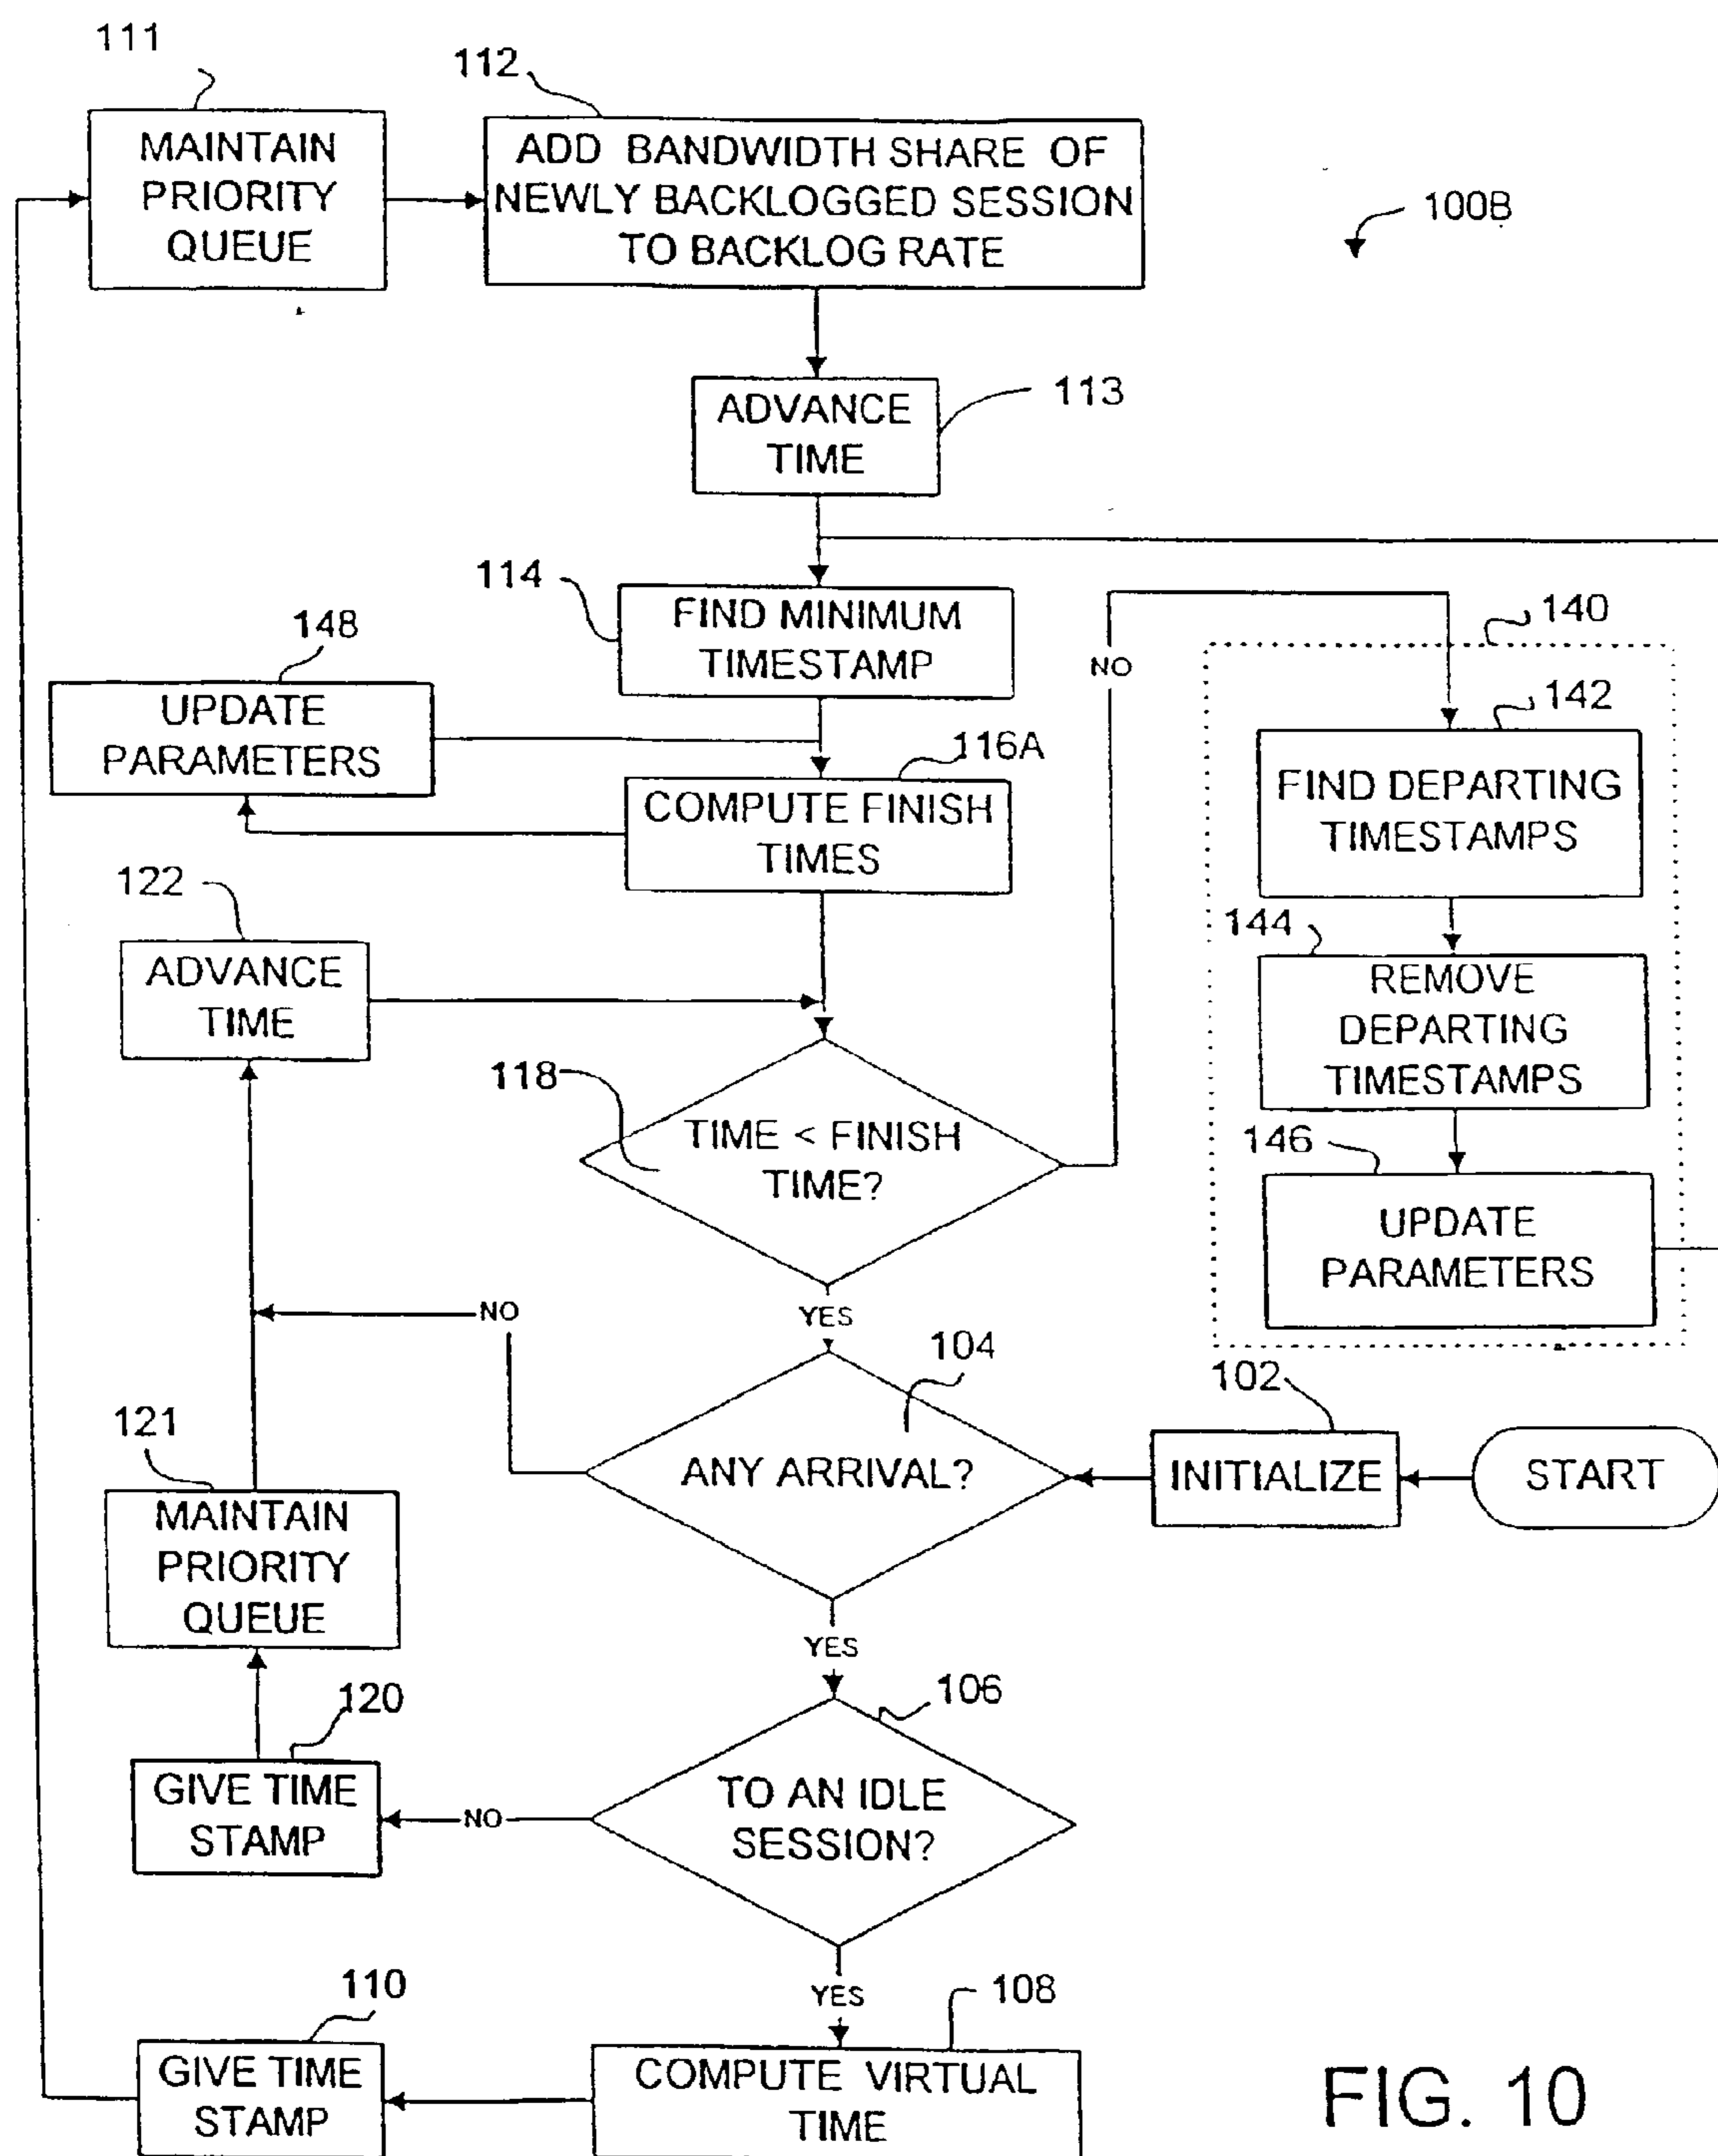 111
MAINTAIN
PRIORITY
QUEUE
112
ADD BANDWIDTH SHARE OF
NEWLY BACKLOGGED SESSION
TO BACKLOG RATE
100B
113
ADVANCE
TIME
114
FIND MINIMUM
TIMESTAMP
148
UPDATE
PARAMETERS
116A
COMPUTE FINISH
TIMES
NO
140
142
FIND DEPARTING
TIMESTAMPS
144
REMOVE
DEPARTING
TIMESTAMPS
146
UPDATE
PARAMETERS
122
ADVANCE
TIME
118
TIME < FINISH
TIME?
YES
NO
104
ANY ARRIVAL?
102
INITIALIZE
START
121
MAINTAIN
PRIORITY
QUEUE
YES
106
TO AN IDLE
SESSION?
NO
120
GIVE TIME
STAMP
YES
108
COMPUTE VIRTUAL
TIME
110
GIVE TIME
STAMP
FIG. 10